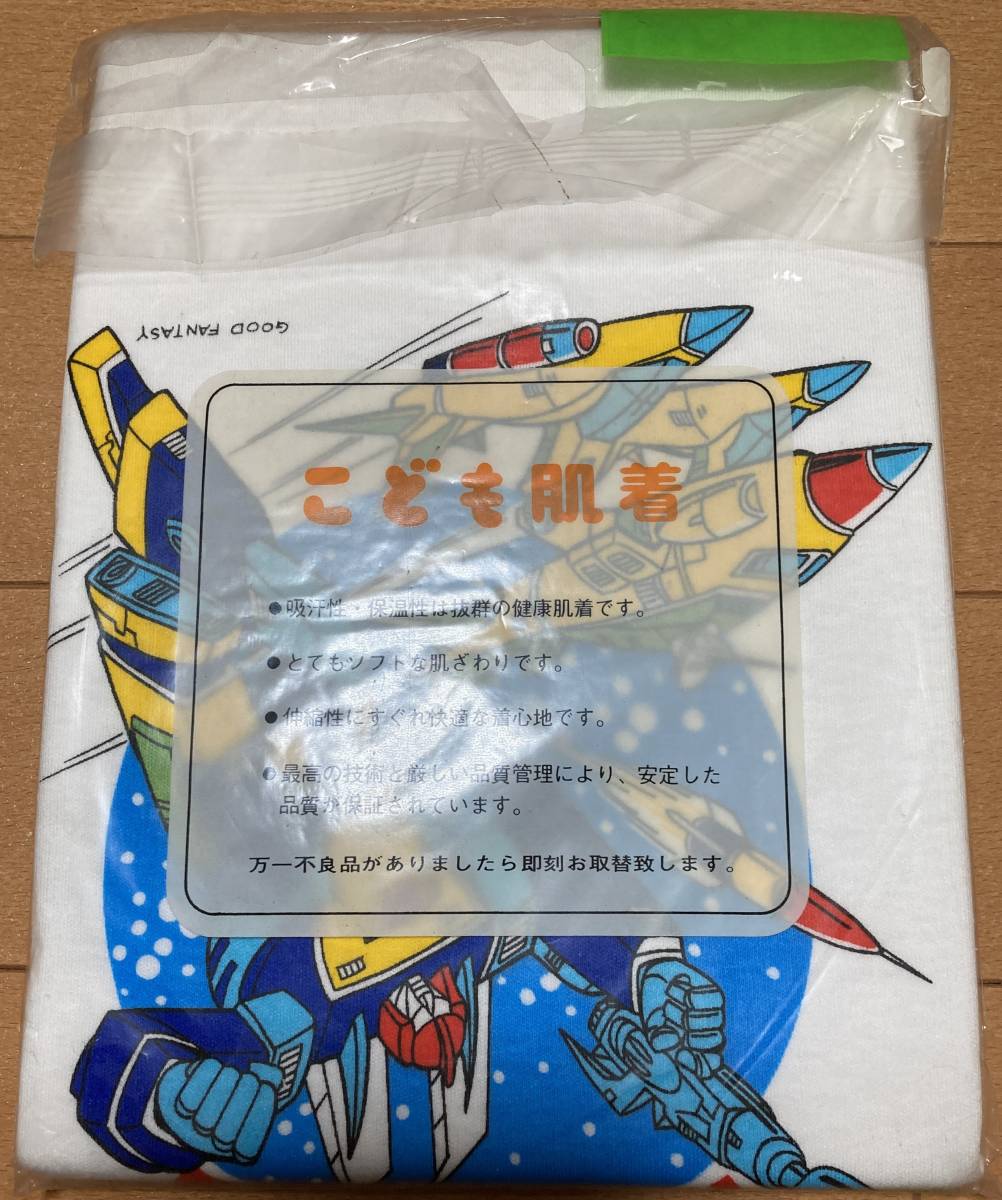 GOOD FANTASY
こども肌着
●吸汗性・保温性は抜群の健康肌着です。
●とてもソフトな肌ざわりです。
●伸縮性にすぐれ快適な着心地です。
●最高の技術と厳しい品質管理により、安定した
品質が保証されています。
万一不良品がありましたら即刻お取替致します。